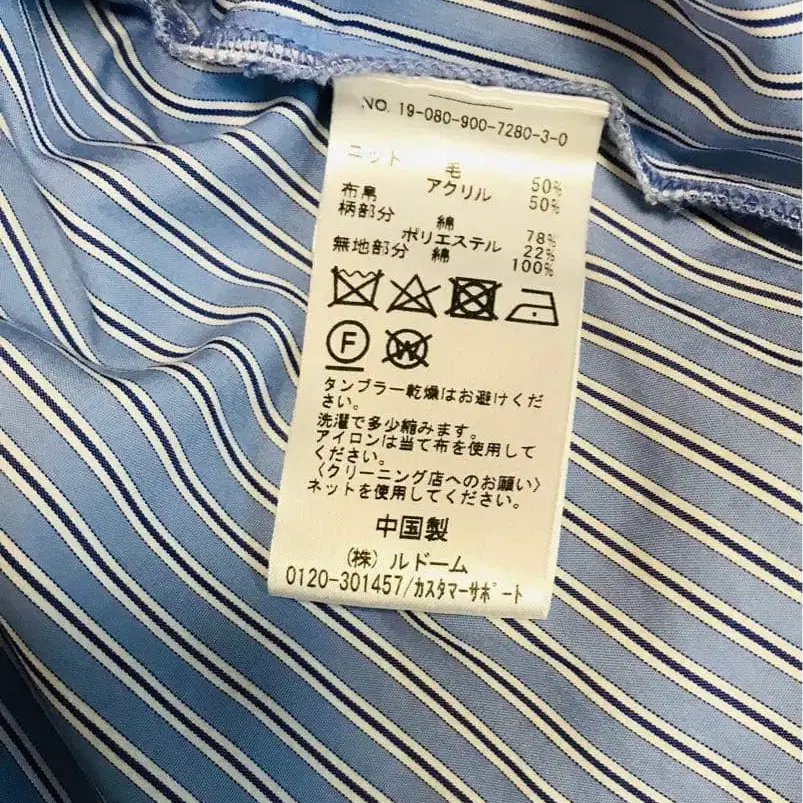 NO. 19-080-900-7280-3-0
ニット 毛 50%
アクリル 50%
布帛
柄部分 綿 78%
ポリエステル 22%
無地部分 綿 100%
F W
タンブラー乾燥はお避けくだ
さい。
洗濯で多少縮みます。
アイロンは当て布を使用して
ください。
〈クリーニング店へのお願い〉
ネットを使用してください。
中国製
(株) ルドーム
0120-301457/カスタマーサポート